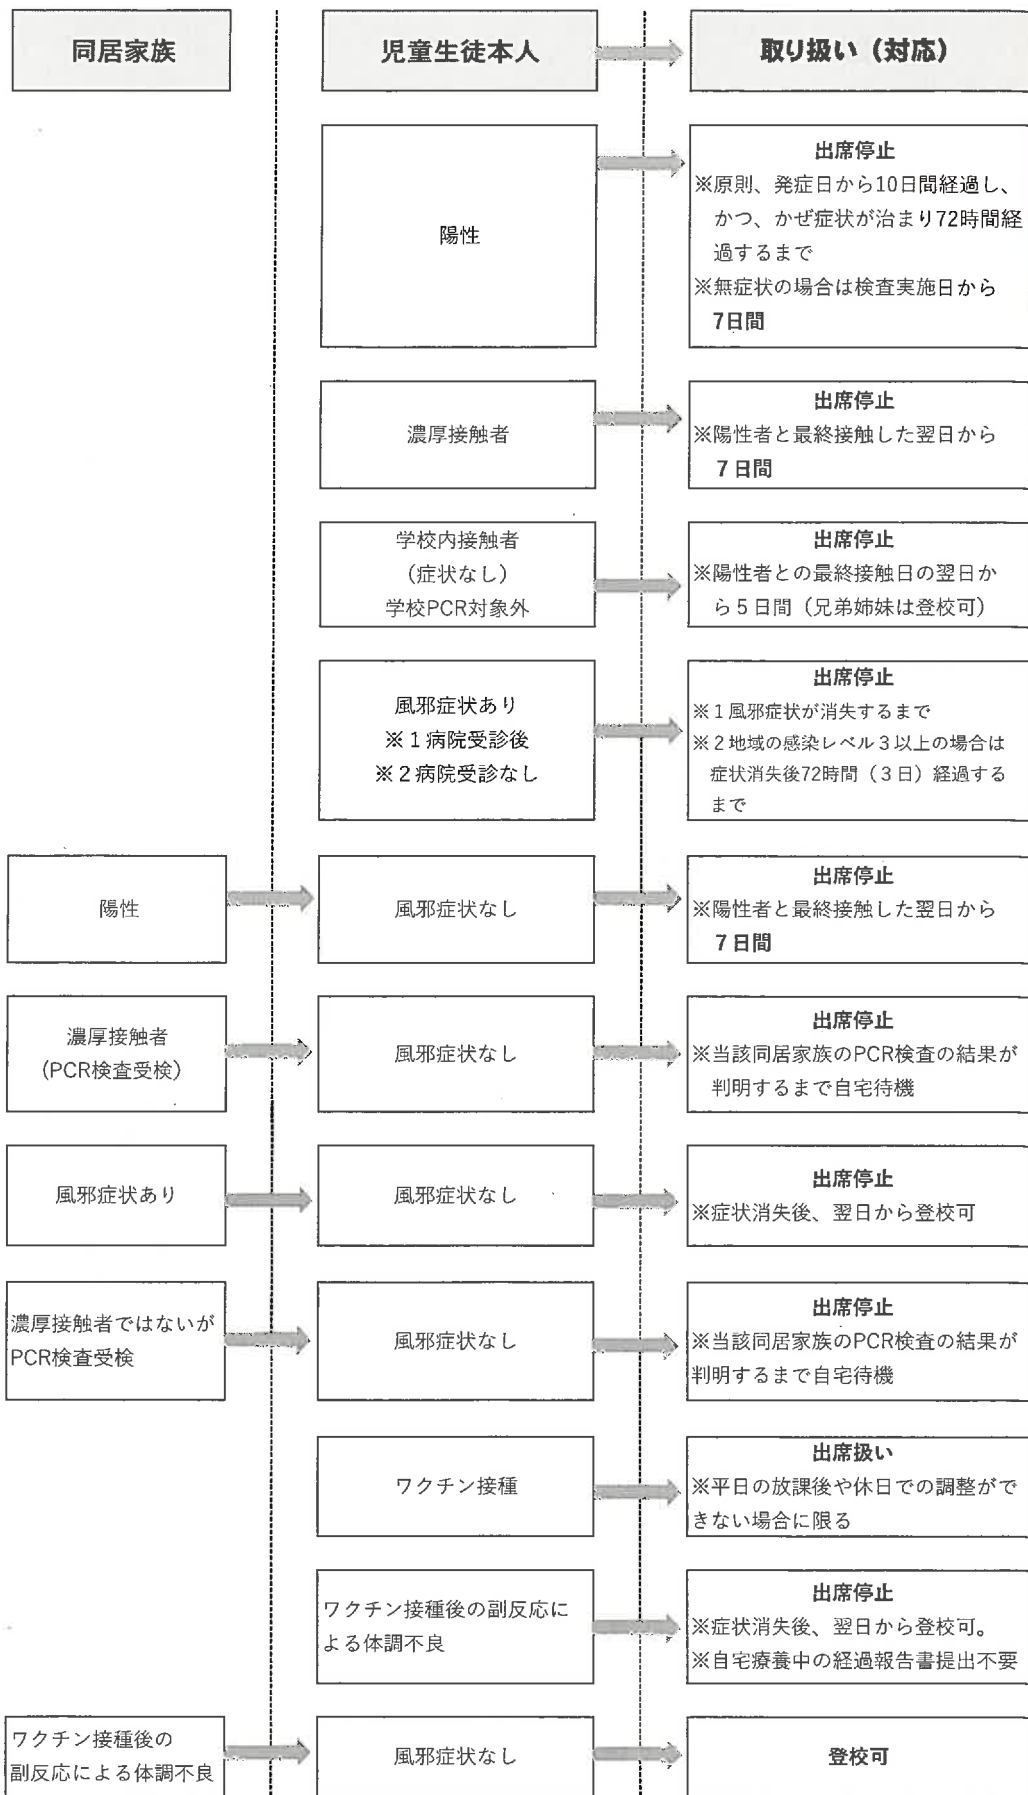 同居家族
児童生徒本人
取り扱い（対応）
陽性
出席停止
※原則、発症日から10日間経過し、
かつ、かぜ症状が治まり72時間経
過するまで
※無症状の場合は検査実施日から
7日間
濃厚接触者
出席停止
※陽性者と最終接触した翌日から
７日間
学校内接触者
（症状なし）
学校PCR対象外
出席停止
※陽性者との最終接触日の翌日か
ら５日間（兄弟姉妹は登校可）
風邪症状あり
※１病院受診後
※２病院受診なし
出席停止
※１風邪症状が消失するまで
※２地域の感染レベル３以上の場合は
症状消失後72時間（３日）経過する
まで
陽性
風邪症状なし
出席停止
※陽性者と最終接触した翌日から
７日間
濃厚接触者
(PCR検査受検)
風邪症状なし
出席停止
※当該同居家族のPCR検査の結果が
判明するまで自宅待機
風邪症状あり
風邪症状なし
出席停止
※症状消失後、翌日から登校可
濃厚接触者ではないが
PCR検査受検
風邪症状なし
出席停止
※当該同居家族のPCR検査の結果が
判明するまで自宅待機
ワクチン接種
出席扱い
※平日の放課後や休日での調整がで
きない場合に限る
ワクチン接種後の副反応に
よる体調不良
出席停止
※症状消失後、翌日から登校可。
※自宅療養中の経過報告書提出不要
ワクチン接種後の
副反応による体調不良
風邪症状なし
登校可